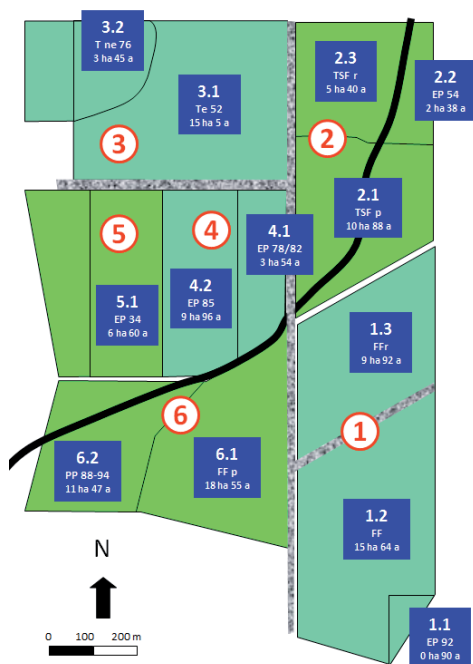 3.2
T ne 76
3 ha 45 a
3.1
Te 52
15 ha 5 a
3
2.3
TSF r
5 ha 40 a
2.2
EP 54
2 ha 38 a
2
2.1
TSF p
10 ha 88 a
5
4
4.1
EP 78/82
3 ha 54 a
4.2
EP 85
9 ha 96 a
5.1
EP 34
6 ha 60 a
1.3
FFr
9 ha 92 a
6
1
6.2
PP 88-94
11 ha 47 a
6.1
FF p
18 ha 55 a
1.2
FF
15 ha 64 a
1.1
EP 92
0 ha 90 a
N
0 100 200 m